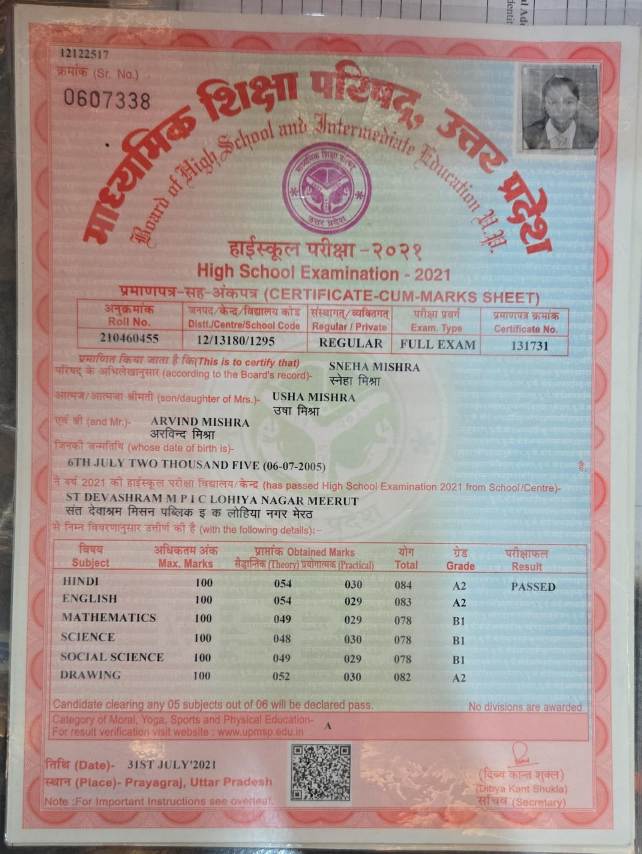 12122517
क्रमांक (Sr. No.)
0607338
माध्यमिक शिक्षा परिषद्, उत्तर प्रदेश
Board of High School and Intermediate Education U.P.
माध्यमिक शिक्षा परिषद्
उत्तर प्रदेश
हाईस्कूल परीक्षा - २०२१
High School Examination - 2021
प्रमाणपत्र-सह-अंकपत्र (CERTIFICATE-CUM-MARKS SHEET)
अनुक्रमांक जनपद/केन्द्र/विद्यालय कोड संस्थागत/व्यक्तिगत परीक्षा प्रवर्ग प्रमाणपत्र क्रमांक
Roll No. Distt./Centre/School Code Regular / Private Exam. Type Certificate No.
210460455 12/13180/1295 REGULAR FULL EXAM 131731
प्रमाणित किया जाता है कि(This is to certify that) SNEHA MISHRA
परिषद के अभिलेखानुसार (according to the Board's record)- स्नेहा मिश्रा
आत्मज/आत्मजा श्रीमती (son/daughter of Mrs.)- USHA MISHRA
उषा मिश्रा
एवं श्री (and Mr.)- ARVIND MISHRA
अरविन्द मिश्रा
जिनकी जन्मतिथि (whose date of birth is)-
6TH JULY TWO THOUSAND FIVE (06-07-2005) है,
ने वर्ष 2021 की हाईस्कूल परीक्षा विद्यालय/केन्द्र (has passed High School Examination 2021 from School/Centre)-
ST DEVASHRAM M P I C LOHIYA NAGAR MEERUT
संत देवाश्रम मिसन पब्लिक इ क लोहिया नगर मेरठ
से निम्न विवरणानुसार उत्तीर्ण की है (with the following details):-
विषय अधिकतम अंक प्राप्तांक Obtained Marks योग ग्रेड परीक्षाफल
Subject Max. Marks सैद्धान्तिक (Theory) प्रयोगात्मक (Practical) Total Grade Result
HINDI 100 054 030 084 A2 PASSED
ENGLISH 100 054 029 083 A2
MATHEMATICS 100 049 029 078 B1
SCIENCE 100 048 030 078 B1
SOCIAL SCIENCE 100 049 029 078 B1
DRAWING 100 052 030 082 A2
Candidate clearing any 05 subjects out of 06 will be declared pass. No divisions are awarded
Category of Moral, Yoga, Sports and Physical Education- A
For result verification visit website : www.upmsp.edu.in
तिथि (Date)- 31ST JULY'2021
स्थान (Place)- Prayagraj, Uttar Pradesh
Note :For Important Instructions see overleaf.
(दिब्य कान्त शुक्ल)
(Dibya Kant Shukla)
सचिव (Secretary)